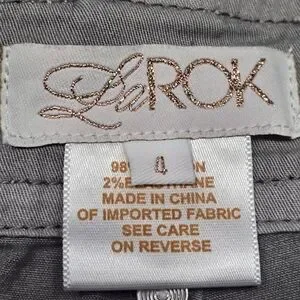 LaROK
4
98
2%
MADE IN CHINA
OF IMPORTED FABRIC
SEE CARE
ON REVERSE